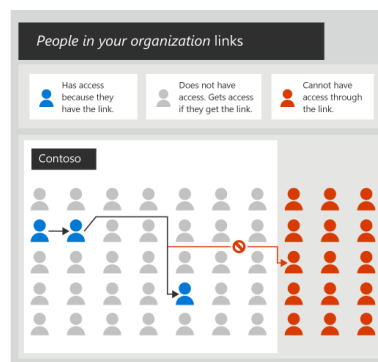 People in your organization links
Has access
because they
have the link.
Does not have
access. Gets access
if they get the link.
Cannot have
access through
the link.
Contoso